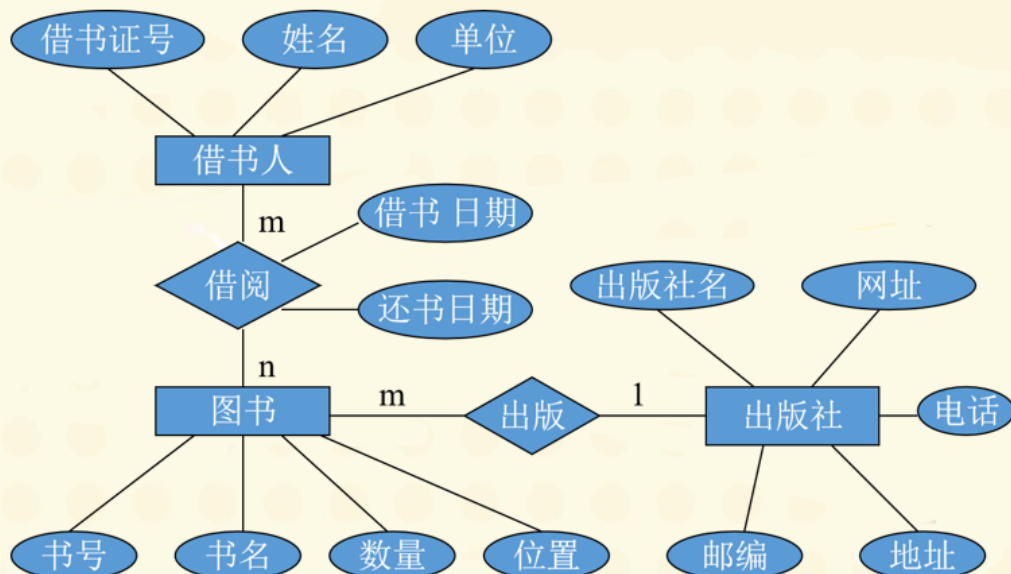 借书证号
姓名
单位
借书人
m
借书 日期
借阅
还书日期
出版社名
网址
n
图书
m
出版
1
出版社
电话
书号
书名
数量
位置
邮编
地址